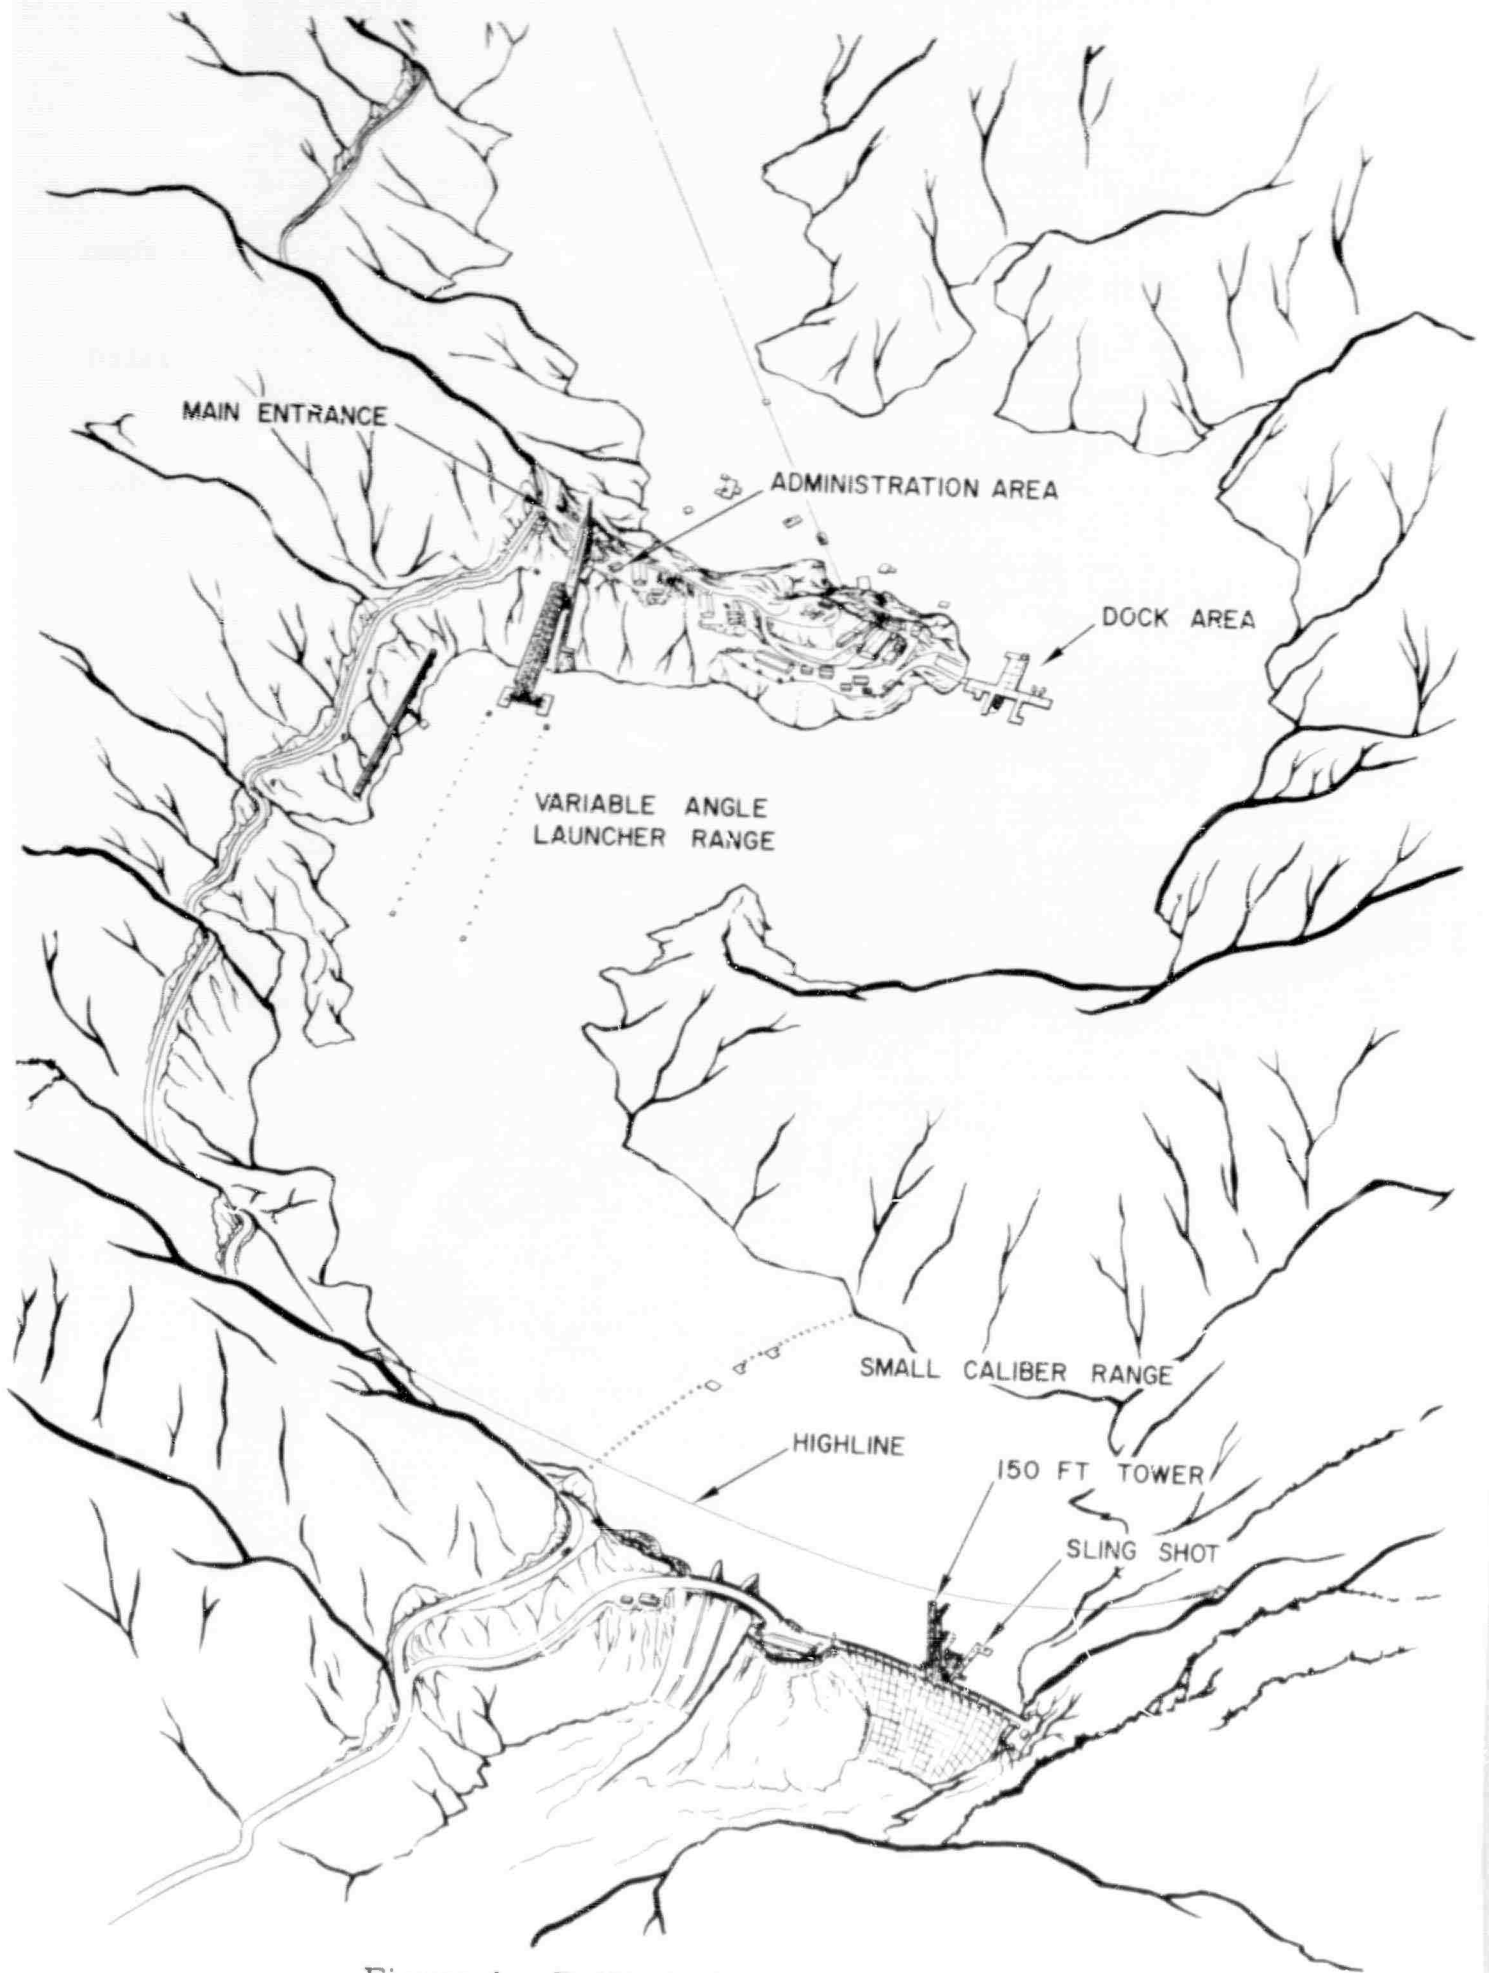 MAIN ENTRANCE
ADMINISTRATION AREA
DOCK AREA
VARIABLE ANGLE
LAUNCHER RANGE
SMALL CALIBER RANGE
HIGHLINE
150 FT TOWER
SLING SHOT